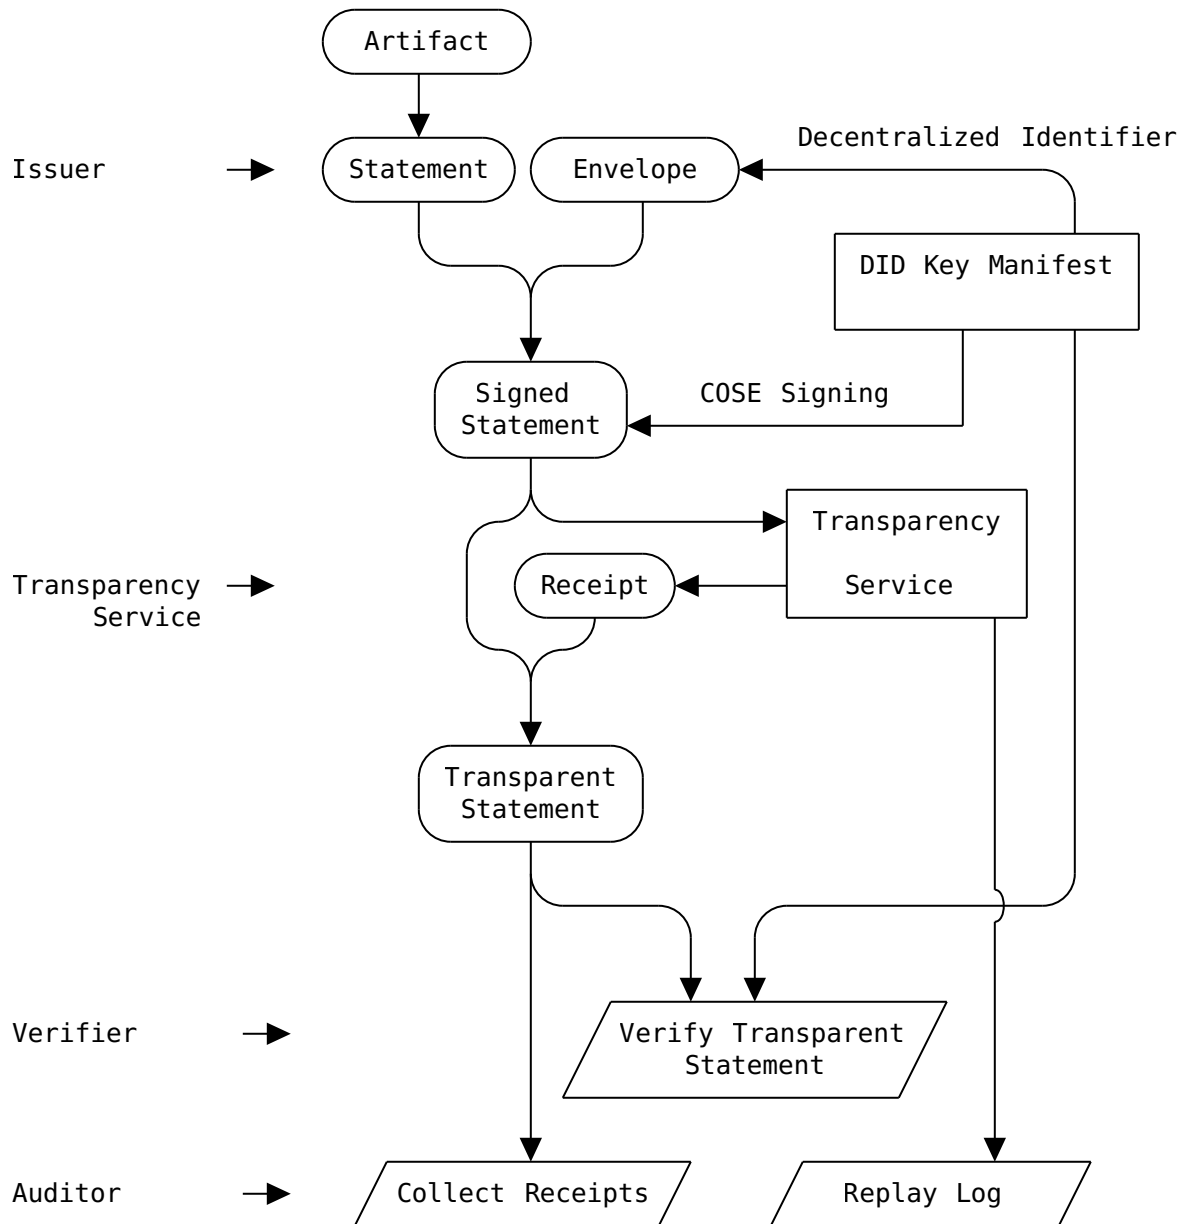 Artifact
Decentralized Identifier
Issuer
Statement
Envelope
DID Key Manifest
Signed
Statement
COSE Signing
Transparency
Service
Receipt
Transparency
Service
Transparent
Statement
Verifier
Verify Transparent
Statement
Auditor
Collect Receipts
Replay Log